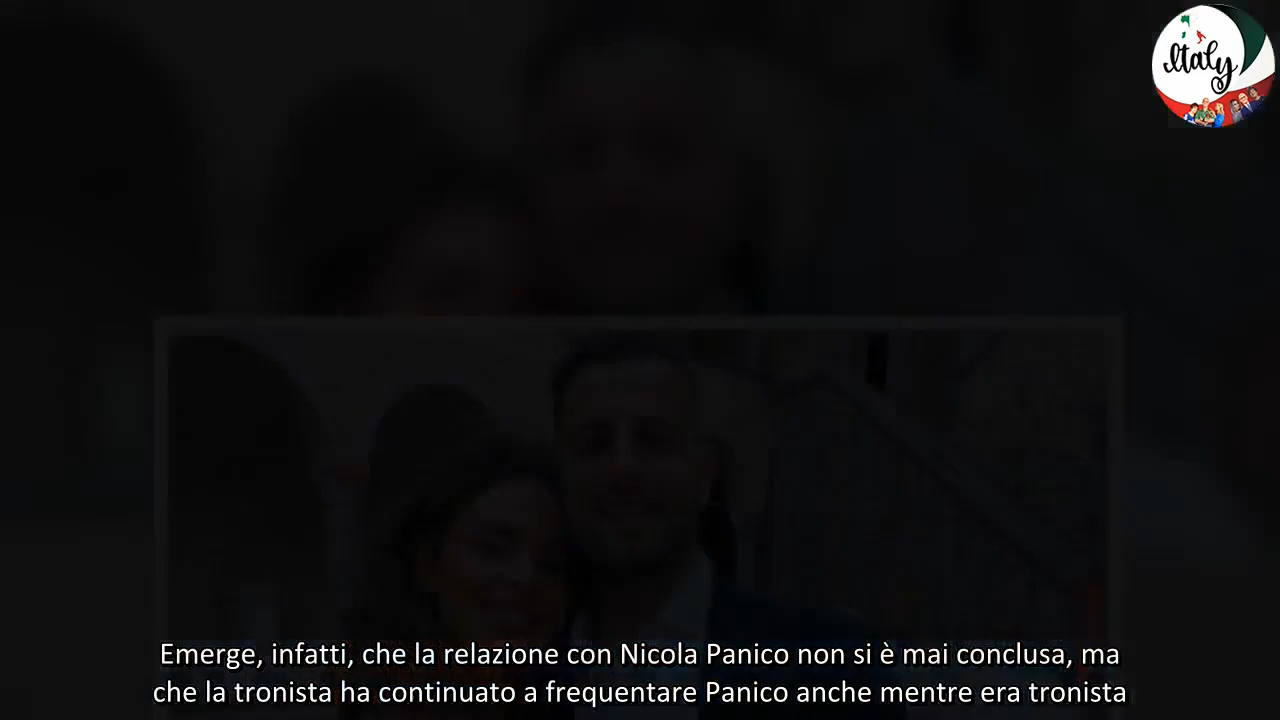 Italy
Emerge, infatti, che la relazione con Nicola Panico non si è mai conclusa, ma
che la tronista ha continuato a frequentare Panico anche mentre era tronista